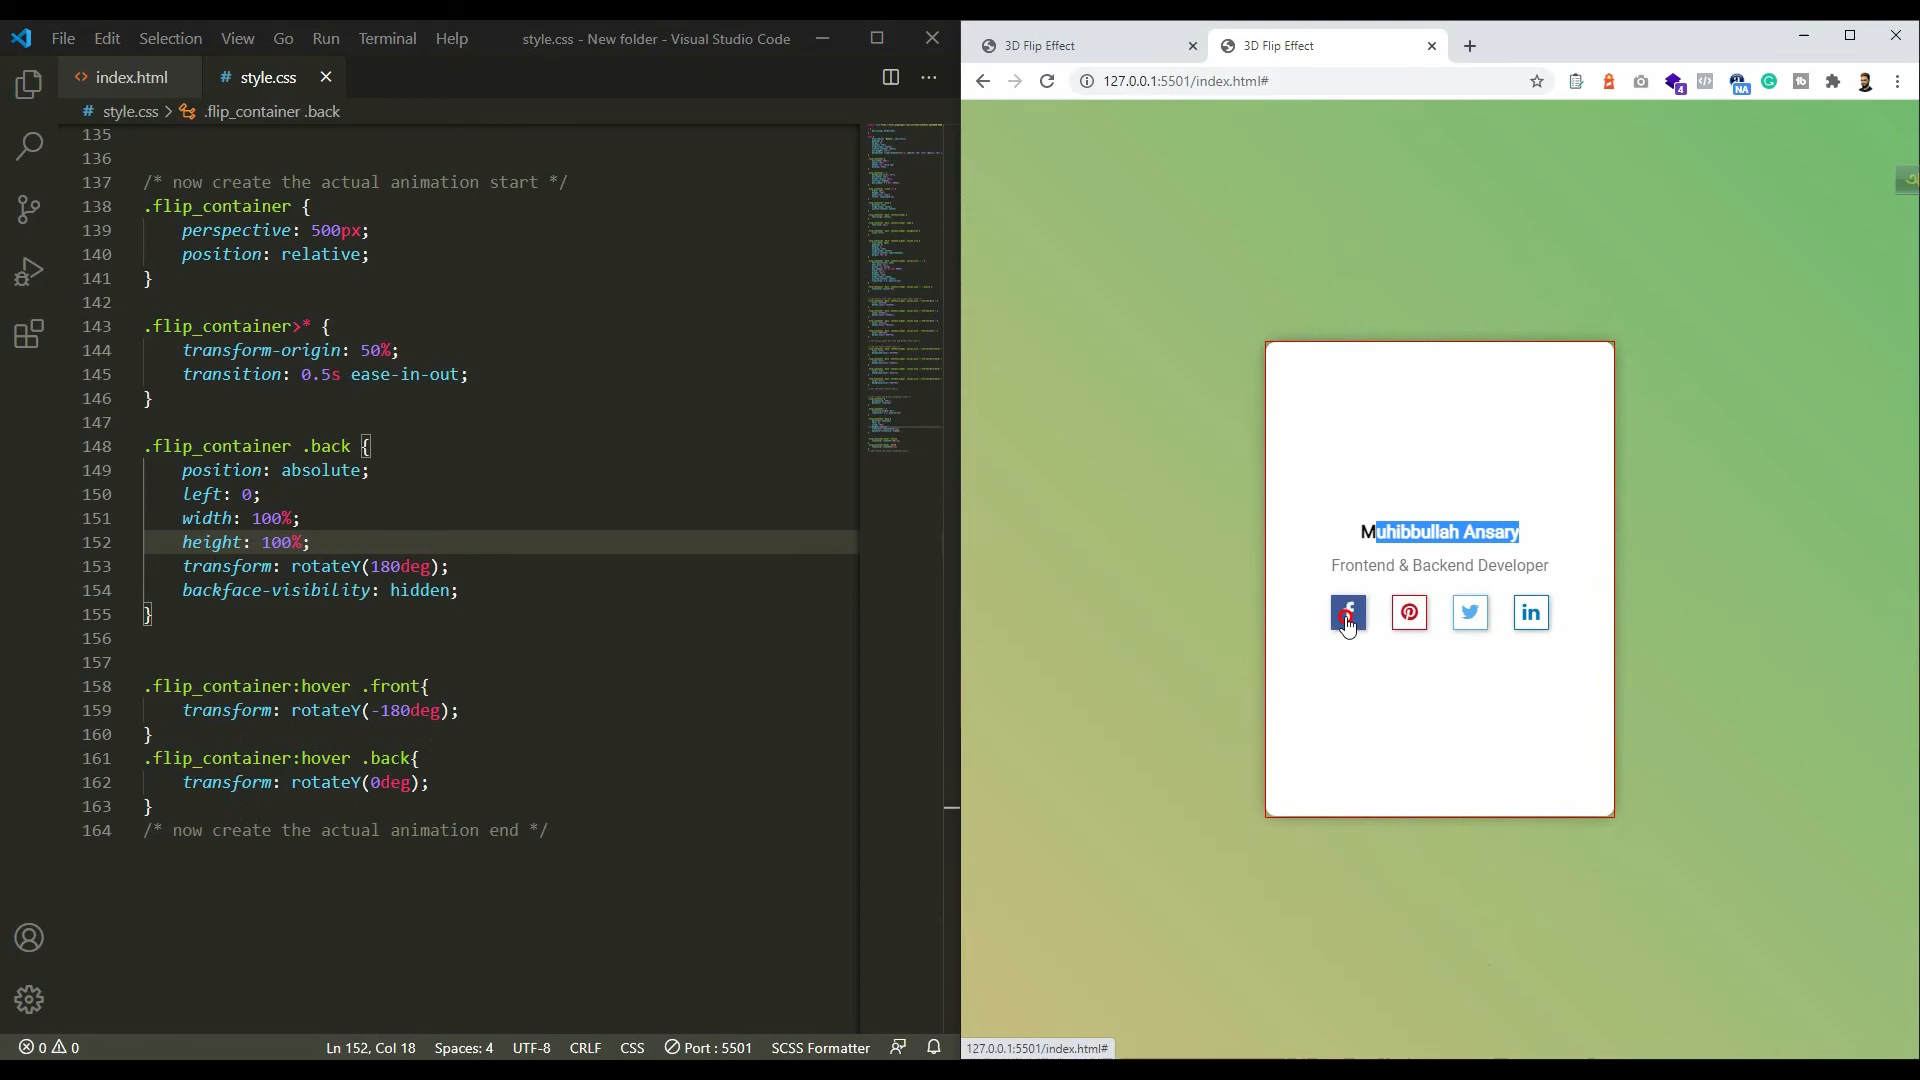 File Edit Selection View Go Run Terminal Help style.css - New folder - Visual Studio Code
index.html # style.css
# style.css > .flip_container .back
135
136
137 /* now create the actual animation start */
138 .flip_container {
139 perspective: 500px;
140 position: relative;
141 }
142
143 .flip_container>* {
144 transform-origin: 50%;
145 transition: 0.5s ease-in-out;
146 }
147
148 .flip_container .back {
149 position: absolute;
150 left: 0;
151 width: 100%;
152 height: 100%;
153 transform: rotateY(180deg);
154 backface-visibility: hidden;
155 }
156
157
158 .flip_container:hover .front{
159 transform: rotateY(-180deg);
160 }
161 .flip_container:hover .back{
162 transform: rotateY(0deg);
163 }
164 /* now create the actual animation end */
0 0 Ln 152, Col 18 Spaces: 4 UTF-8 CRLF CSS Port : 5501 SCSS Formatter
3D Flip Effect 3D Flip Effect
127.0.0.1:5501/index.html#
4 NA
Muhibbullah Ansary
Frontend & Backend Developer
127.0.0.1:5501/index.html#